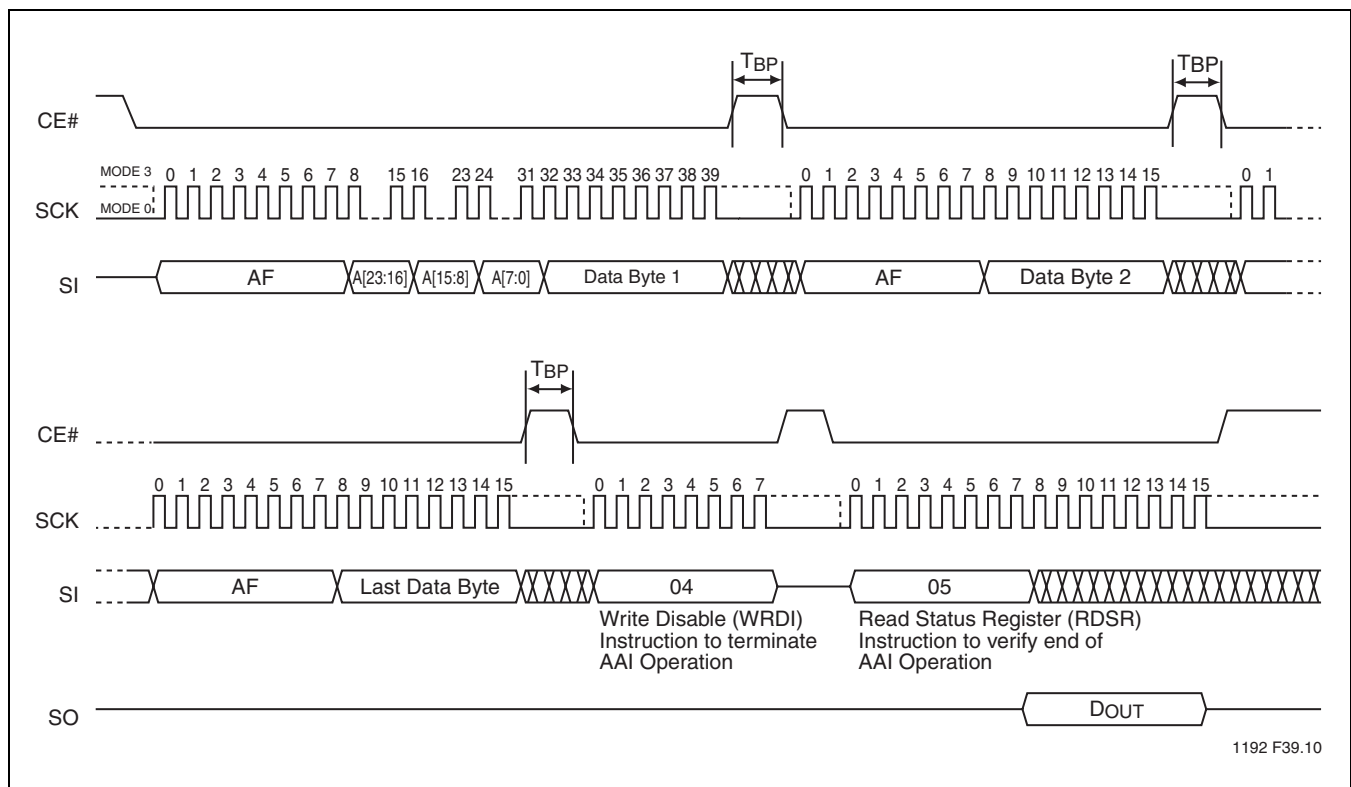 TBP TBP
CE#
MODE 3 0 1 2 3 4 5 6 7 8 15 16 23 24 31 32 33 34 35 36 37 38 39 0 1 2 3 4 5 6 7 8 9 10 11 12 13 14 15 0 1
SCK MODE 0
SI AF A[23:16] A[15:8] A[7:0] Data Byte 1 AF Data Byte 2
TBP
CE#
0 1 2 3 4 5 6 7 8 9 10 11 12 13 14 15 0 1 2 3 4 5 6 7 0 1 2 3 4 5 6 7 8 9 10 11 12 13 14 15
SCK
SI AF Last Data Byte 04 05
Write Disable (WRDI)
Instruction to terminate
AAI Operation
Read Status Register (RDSR)
Instruction to verify end of
AAI Operation
SO DOUT
1192 F39.10